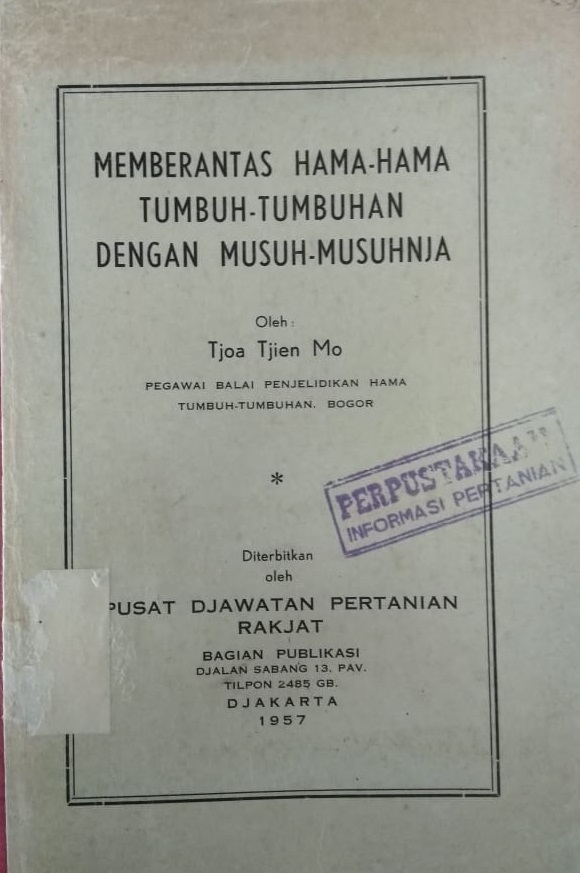 MEMBERANTAS HAMA-HAMA
TUMBUH-TUMBUHAN
DENGAN MUSUH-MUSUHNJA
Oleh :
Tjoa Tjien Mo
PEGAWAI BALAI PENJELIDIKAN HAMA
TUMBUH-TUMBUHAN. BOGOR
*
PERPUSTAKAAN
INFORMASI PERTANIAN
Diterbitkan
oleh
PUSAT DJAWATAN PERTANIAN
RAKJAT
BAGIAN PUBLIKASI
DJALAN SABANG 13. PAV.
TILPON 2485 GB.
DJAKARTA
1957